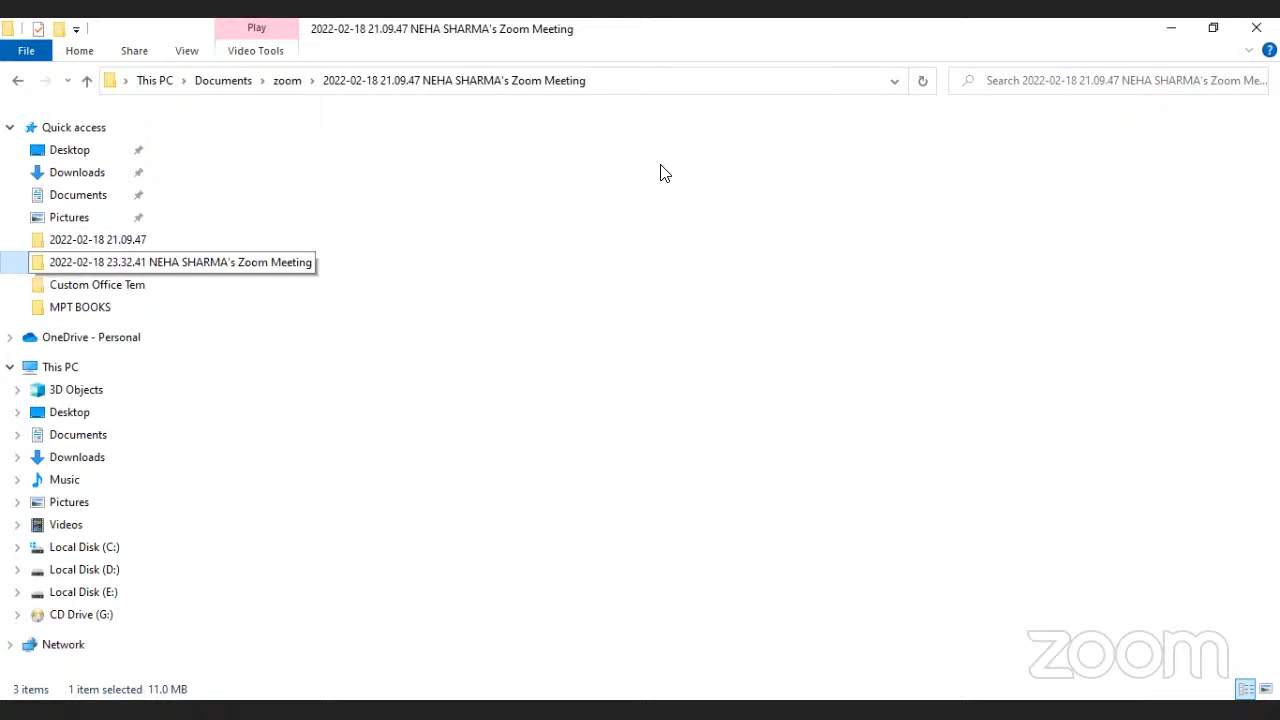 Play
2022-02-18 21.09.47 NEHA SHARMA's Zoom Meeting
File Home Share View Video Tools
This PC Documents zoom 2022-02-18 21.09.47 NEHA SHARMA's Zoom Meeting
Search 2022-02-18 21.09.47 NEHA SHARMA's Zoom Me...
Quick access
Desktop
Downloads
Documents
Pictures
2022-02-18 21.09.47
2022-02-18 23.32.41 NEHA SHARMA's Zoom Meeting
Custom Office Tem
MPT BOOKS
OneDrive - Personal
This PC
3D Objects
Desktop
Documents
Downloads
Music
Pictures
Videos
Local Disk (C:)
Local Disk (D:)
Local Disk (E:)
CD Drive (G:)
Network
zoom
3 items 1 item selected 11.0 MB